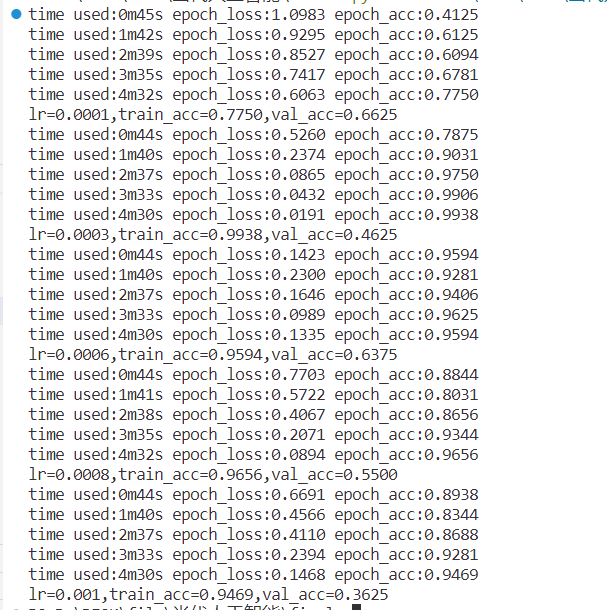 time used:0m45s epoch_loss:1.0983 epoch_acc:0.4125
time used:1m42s epoch_loss:0.9295 epoch_acc:0.6125
time used:2m39s epoch_loss:0.8527 epoch_acc:0.6094
time used:3m35s epoch_loss:0.7417 epoch_acc:0.6781
time used:4m32s epoch_loss:0.6063 epoch_acc:0.7750
lr=0.0001,train_acc=0.7750,val_acc=0.6625
time used:0m44s epoch_loss:0.5260 epoch_acc:0.7875
time used:1m40s epoch_loss:0.2374 epoch_acc:0.9031
time used:2m37s epoch_loss:0.0865 epoch_acc:0.9750
time used:3m33s epoch_loss:0.0432 epoch_acc:0.9906
time used:4m30s epoch_loss:0.0191 epoch_acc:0.9938
lr=0.0003,train_acc=0.9938,val_acc=0.4625
time used:0m44s epoch_loss:0.1423 epoch_acc:0.9594
time used:1m40s epoch_loss:0.2300 epoch_acc:0.9281
time used:2m37s epoch_loss:0.1646 epoch_acc:0.9406
time used:3m33s epoch_loss:0.0989 epoch_acc:0.9625
time used:4m30s epoch_loss:0.1335 epoch_acc:0.9594
lr=0.0006,train_acc=0.9594,val_acc=0.6375
time used:0m44s epoch_loss:0.7703 epoch_acc:0.8844
time used:1m41s epoch_loss:0.5722 epoch_acc:0.8031
time used:2m38s epoch_loss:0.4067 epoch_acc:0.8656
time used:3m35s epoch_loss:0.2071 epoch_acc:0.9344
time used:4m32s epoch_loss:0.0894 epoch_acc:0.9656
lr=0.0008,train_acc=0.9656,val_acc=0.5500
time used:0m44s epoch_loss:0.6691 epoch_acc:0.8938
time used:1m40s epoch_loss:0.4566 epoch_acc:0.8344
time used:2m37s epoch_loss:0.4110 epoch_acc:0.8688
time used:3m33s epoch_loss:0.2394 epoch_acc:0.9281
time used:4m30s epoch_loss:0.1468 epoch_acc:0.9469
lr=0.001,train_acc=0.9469,val_acc=0.3625